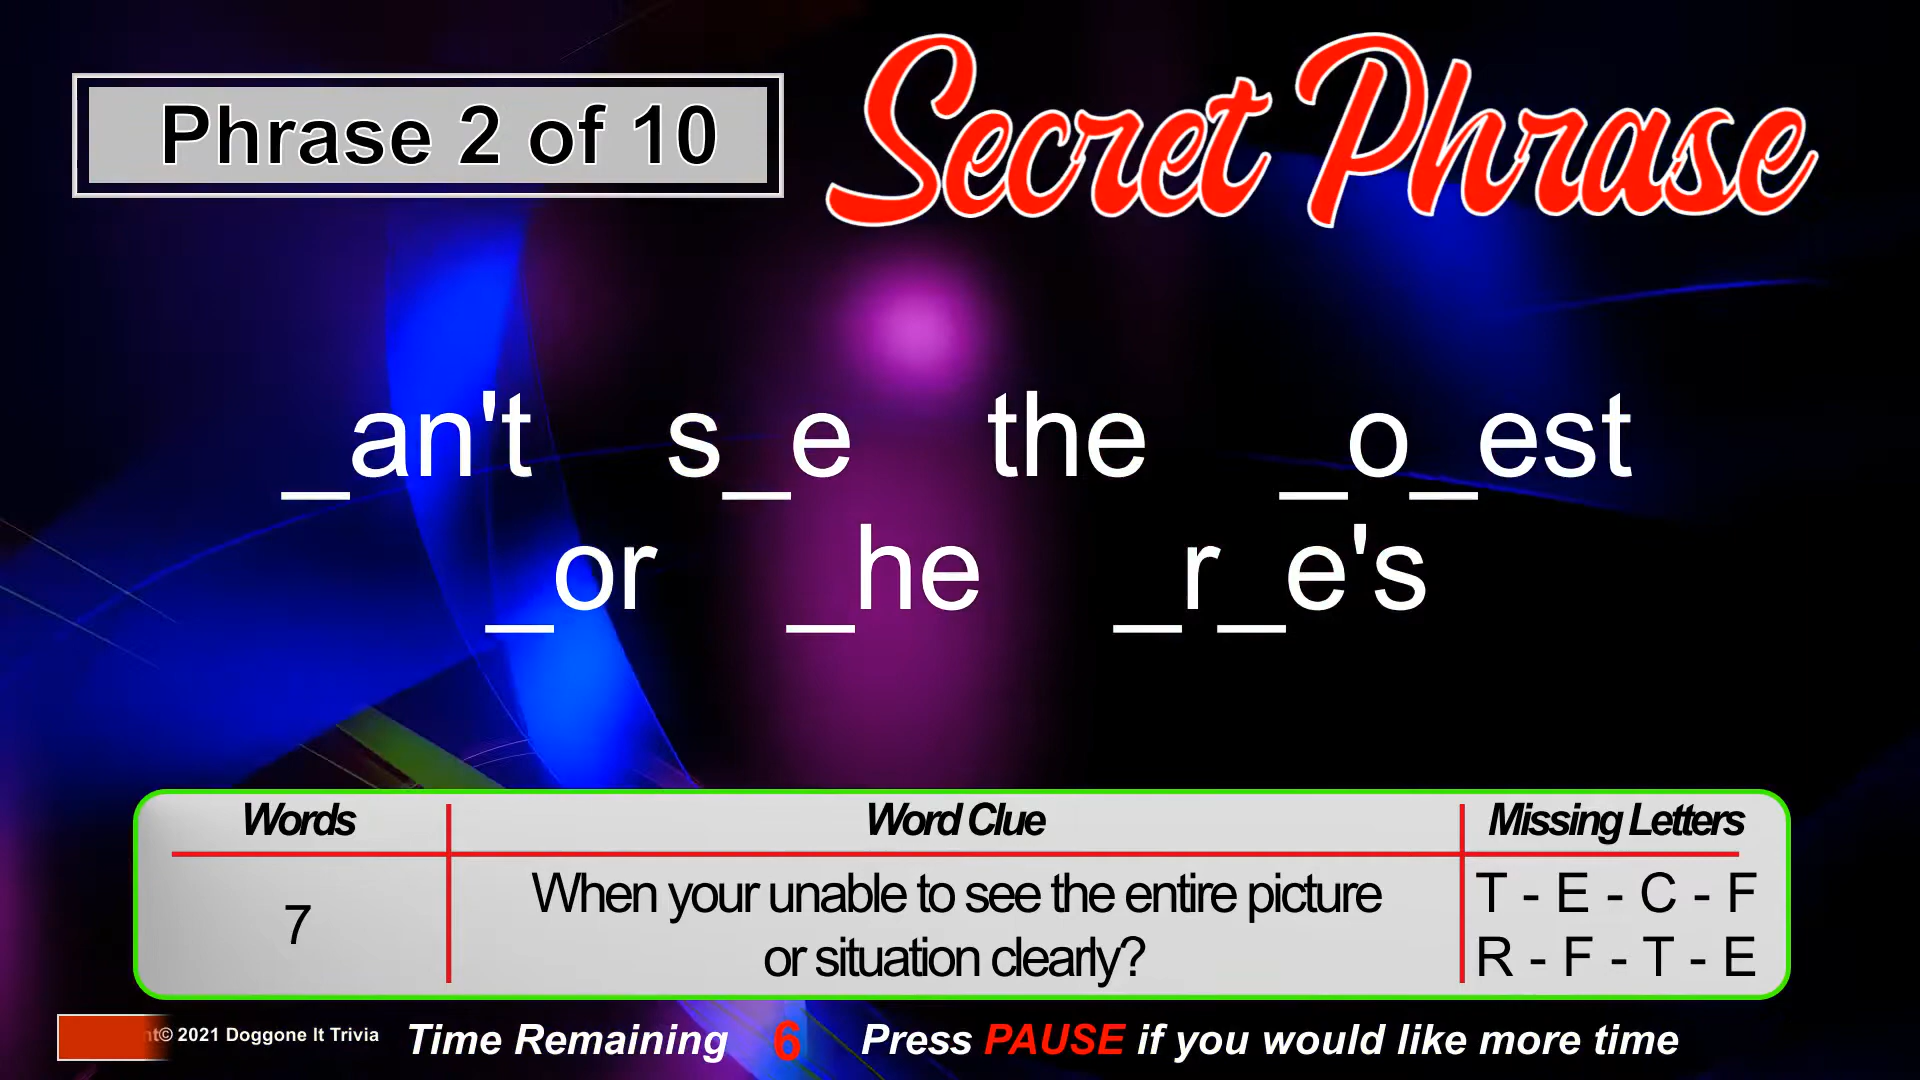 Phrase 2 of 10
Secret Phrase
_an't s_e the _o_est
_or _he _r_e's
Words
Word Clue
Missing Letters
7
When your unable to see the entire picture
or situation clearly?
T - E - C - F
R - F - T - E
© 2021 Doggone It Trivia
Time Remaining 6 Press PAUSE if you would like more time